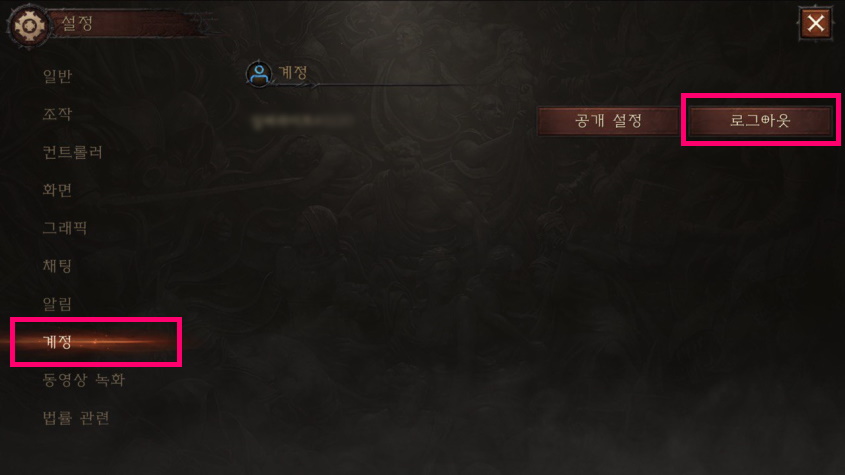 설정
일반
조작
컨트롤러
화면
그래픽
채팅
알림
계정
동영상 녹화
법률 관련
계정
공개 설정
로그아웃